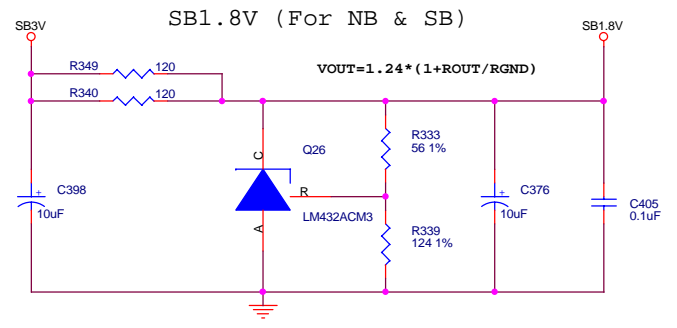 SB1.8V (For NB & SB)
SB3V
SB1.8V
R349 120
VOUT=1.24*(1+ROUT/RGND)
R340 120
R333
56 1%
C
Q26
R
LM432ACM3
A
C398
+
10uF
R339
124 1%
C376
+
10uF
C405
0.1uF